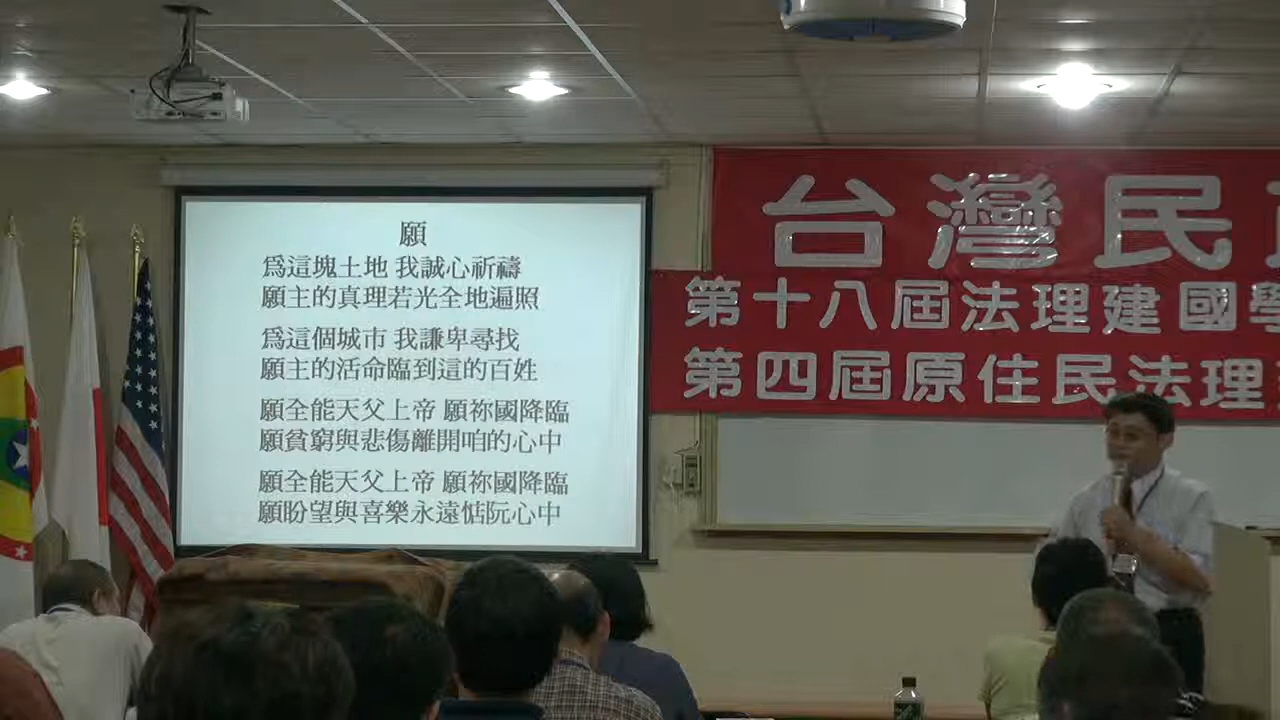 願
爲這塊土地 我誠心祈禱
願主的真理若光全地遍照
爲這個城市 我謙卑尋找
願主的活命臨到這的百姓
願全能天父上帝 願祢國降臨
願貧窮與悲傷離開咱的心中
願全能天父上帝 願祢國降臨
願盼望與喜樂永遠惦阮心中
台灣民
第十八屆法理建國學
第四屆原住民法理